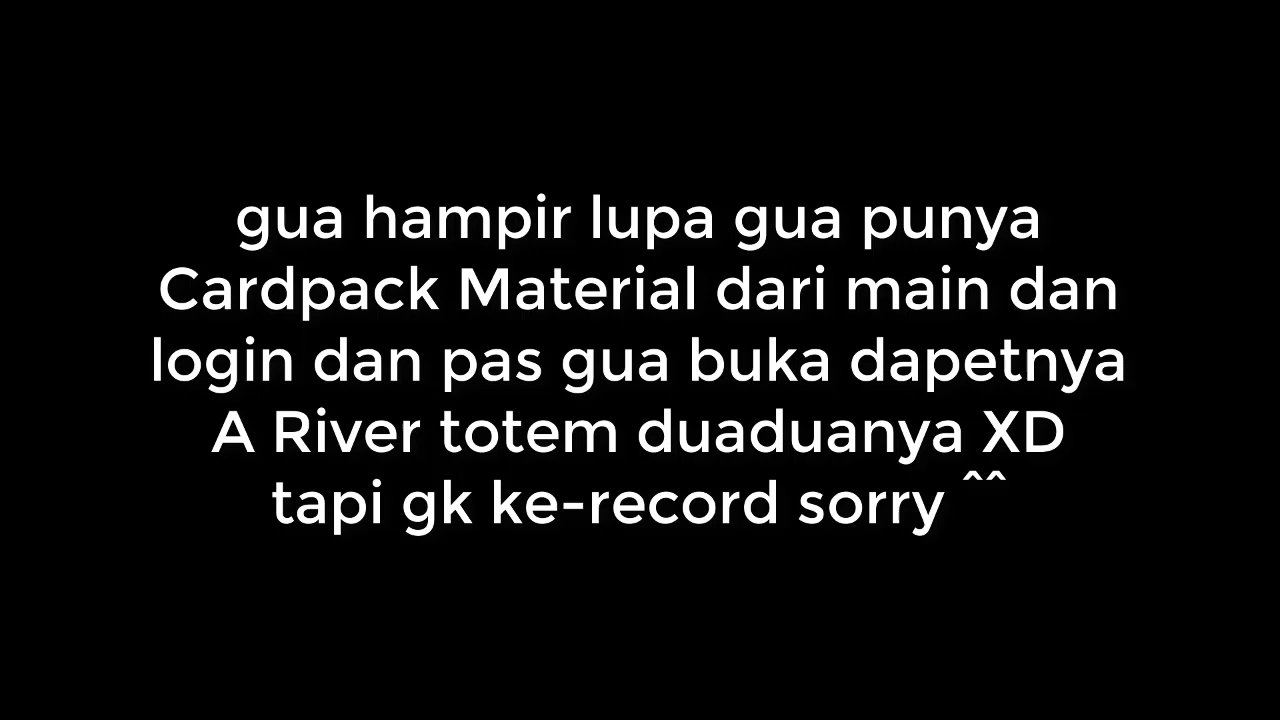 gua hampir lupa gua punya
Cardpack Material dari main dan
login dan pas gua buka dapetnya
A River totem duaduanya XD
tapi gk ke-record sorry ^^